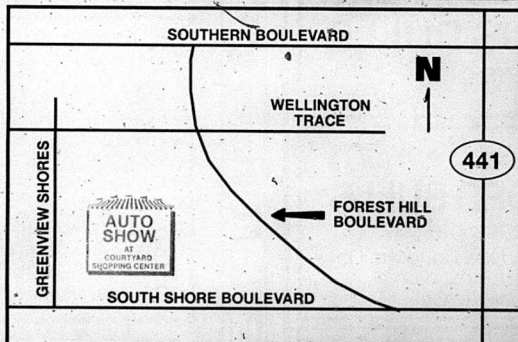 SOUTHERN BOULEVARD
N
WELLINGTON
TRACE
441
GREENVIEW SHORES
AUTO
SHOW
AT
COURTYARD
SHOPPING CENTER
FOREST HILL
BOULEVARD
SOUTH SHORE BOULEVARD